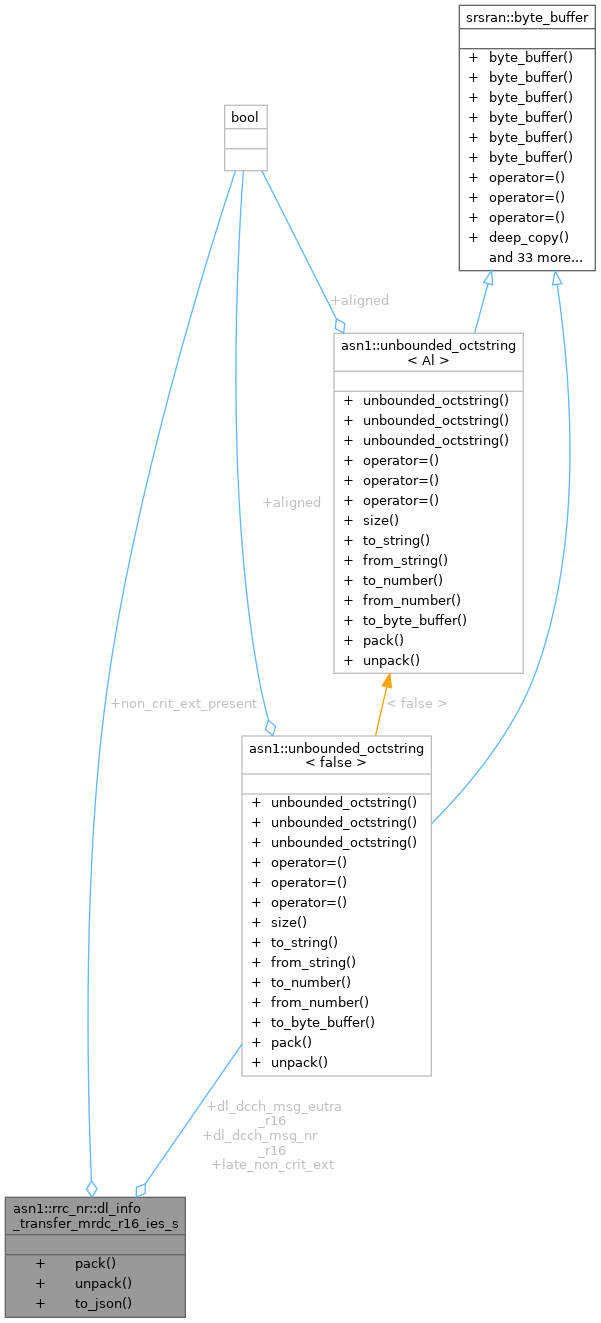 srsran::byte_buffer
+ byte_buffer()
+ byte_buffer()
+ byte_buffer()
+ byte_buffer()
+ byte_buffer()
+ byte_buffer()
+ operator=()
+ operator=()
+ operator=()
+ deep_copy()
and 33 more...
bool
+aligned
asn1::unbounded_octstring
< Al >
+ unbounded_octstring()
+ unbounded_octstring()
+ unbounded_octstring()
+ operator=()
+ operator=()
+ operator=()
+ size()
+ to_string()
+ from_string()
+ to_number()
+ from_number()
+ to_byte_buffer()
+ pack()
+ unpack()
+aligned
+non_crit_ext_present
< false >
asn1::unbounded_octstring
< false >
+ unbounded_octstring()
+ unbounded_octstring()
+ unbounded_octstring()
+ operator=()
+ operator=()
+ operator=()
+ size()
+ to_string()
+ from_string()
+ to_number()
+ from_number()
+ to_byte_buffer()
+ pack()
+ unpack()
+dl_dcch_msg_eutra
_r16
+dl_dcch_msg_nr
_r16
+late_non_crit_ext
asn1::rrc_nr::dl_info
_transfer_mrdc_r16_ies_s
+ pack()
+ unpack()
+ to_json()